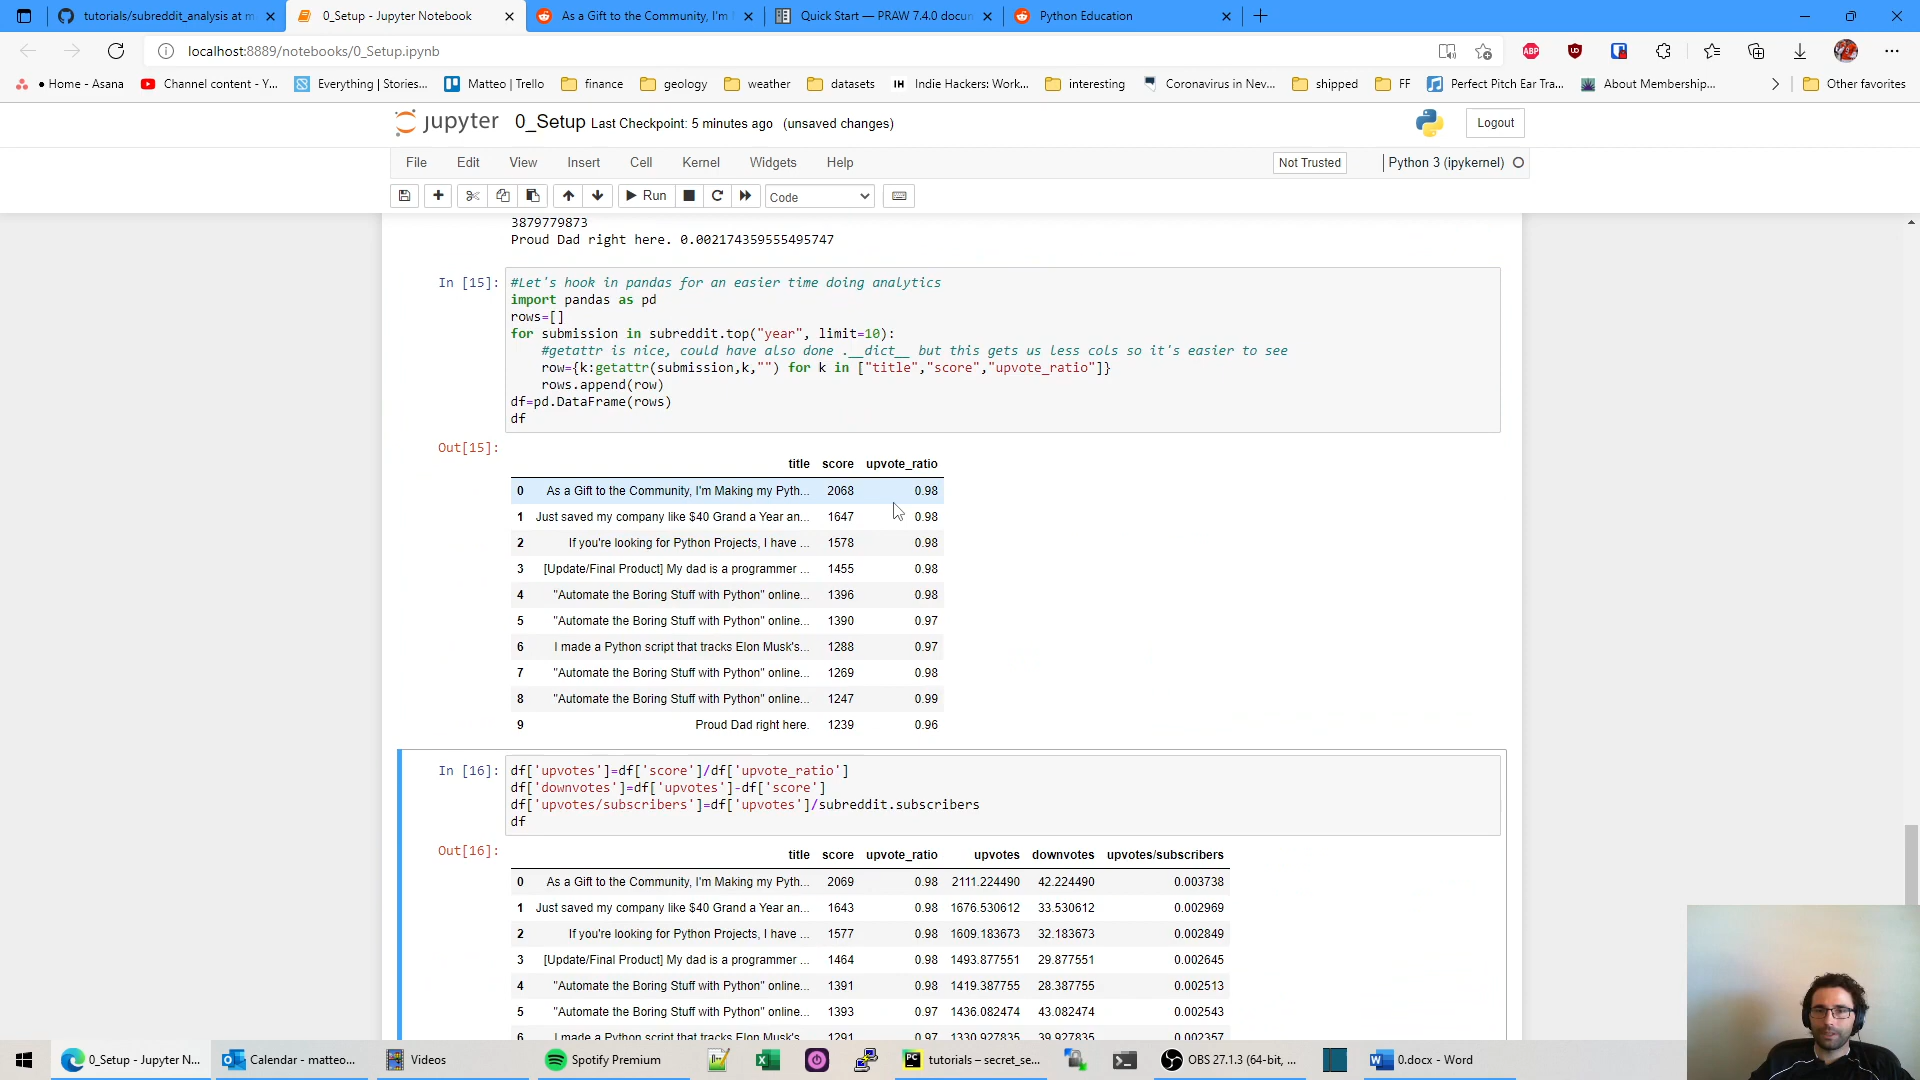 tutorials/subreddit_analysis at m
0_Setup - Jupyter Notebook
As a Gift to the Community, I'm
Quick Start — PRAW 7.4.0 docu
Python Education
localhost:8889/notebooks/0_Setup.ipynb
ABP
• Home - Asana
Channel content - Y...
Everything | Stories...
Matteo | Trello
finance
geology
weather
datasets
IH Indie Hackers: Work...
interesting
Coronavirus in Nev...
shipped
FF
Perfect Pitch Ear Tra...
About Membership...
Other favorites
jupyter 0_Setup Last Checkpoint: 5 minutes ago (unsaved changes)
Logout
File Edit View Insert Cell Kernel Widgets Help
Not Trusted
Python 3 (ipykernel)
Run
Code
3879779873
Proud Dad right here. 0.002174359555495747
In [15]: #Let's hook in pandas for an easier time doing analytics
import pandas as pd
rows=[]
for submission in subreddit.top("year", limit=10):
#getattr is nice, could have also done .__dict__ but this gets us less cols so it's easier to see
row={k:getattr(submission,k,"") for k in ["title","score","upvote_ratio"]}
rows.append(row)
df=pd.DataFrame(rows)
df
Out[15]:
title score upvote_ratio
0 As a Gift to the Community, I'm Making my Pyth... 2068 0.98
1 Just saved my company like $40 Grand a Year an... 1647 0.98
2 If you're looking for Python Projects, I have ... 1578 0.98
3 [Update/Final Product] My dad is a programmer ... 1455 0.98
4 "Automate the Boring Stuff with Python" online... 1396 0.98
5 "Automate the Boring Stuff with Python" online... 1390 0.97
6 I made a Python script that tracks Elon Musk's... 1288 0.97
7 "Automate the Boring Stuff with Python" online... 1269 0.98
8 "Automate the Boring Stuff with Python" online... 1247 0.99
9 Proud Dad right here. 1239 0.96
In [16]: df['upvotes']=df['score']/df['upvote_ratio']
df['downvotes']=df['upvotes']-df['score']
df['upvotes/subscribers']=df['upvotes']/subreddit.subscribers
df
Out[16]:
title score upvote_ratio upvotes downvotes upvotes/subscribers
0 As a Gift to the Community, I'm Making my Pyth... 2069 0.98 2111.224490 42.224490 0.003738
1 Just saved my company like $40 Grand a Year an... 1643 0.98 1676.530612 33.530612 0.002969
2 If you're looking for Python Projects, I have ... 1577 0.98 1609.183673 32.183673 0.002849
3 [Update/Final Product] My dad is a programmer ... 1464 0.98 1493.877551 29.877551 0.002645
4 "Automate the Boring Stuff with Python" online... 1391 0.98 1419.387755 28.387755 0.002513
5 "Automate the Boring Stuff with Python" online... 1393 0.97 1436.082474 43.082474 0.002543
6 I made a Python script that tracks Elon Musk's... 1291 0.97 1330.927835 39.927835 0.002357
0_Setup - Jupyter N...
Calendar - matteo...
Videos
Spotify Premium
tutorials – secret_se...
OBS 27.1.3 (64-bit, ...
0.docx - Word